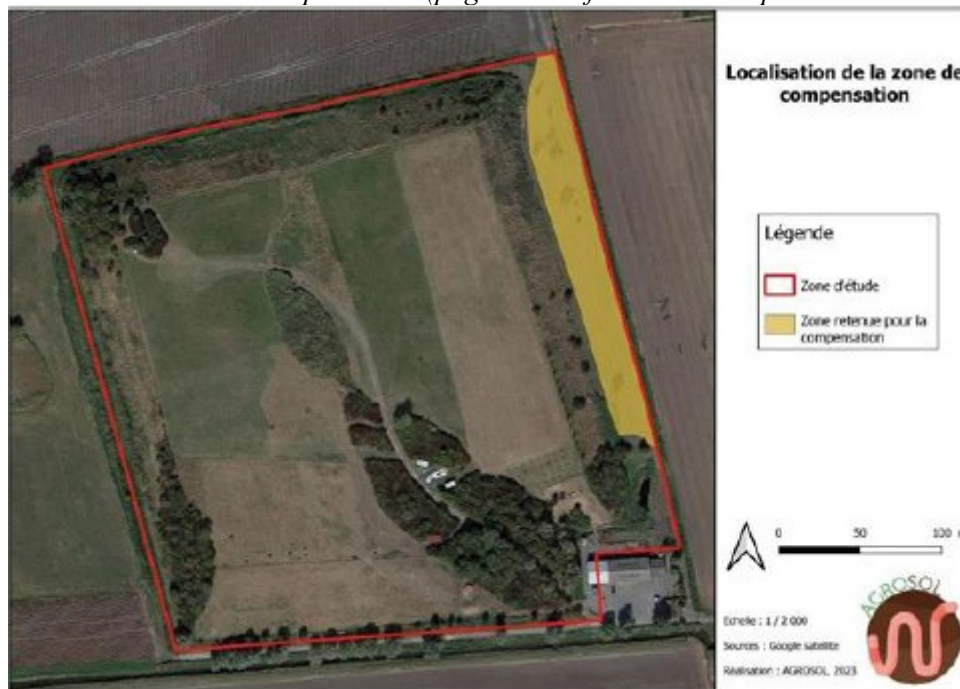 Localisation de la zone de
compensation
Légende
Zone d'étude
Zone retenue pour la
compensation
0 50 100
Echelle : 1 / 2 000
Sources : Google satellite
Réalisation : AGROSOL, 2023
AGROSOL